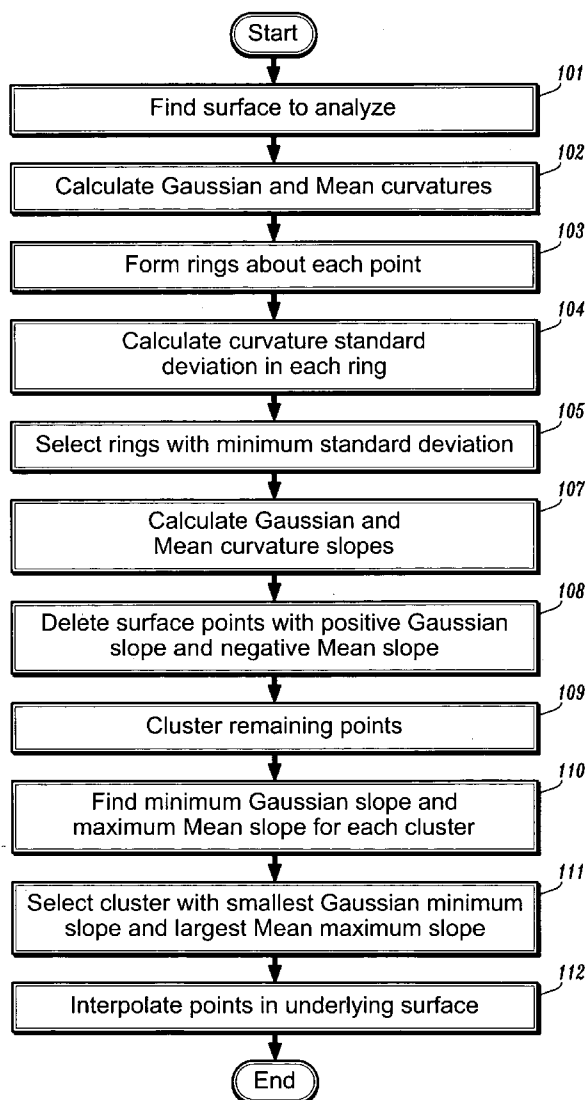 Start
101
Find surface to analyze
102
Calculate Gaussian and Mean curvatures
103
Form rings about each point
104
Calculate curvature standard
deviation in each ring
105
Select rings with minimum standard deviation
107
Calculate Gaussian and
Mean curvature slopes
108
Delete surface points with positive Gaussian
slope and negative Mean slope
109
Cluster remaining points
110
Find minimum Gaussian slope and
maximum Mean slope for each cluster
111
Select cluster with smallest Gaussian minimum
slope and largest Mean maximum slope
112
Interpolate points in underlying surface
End